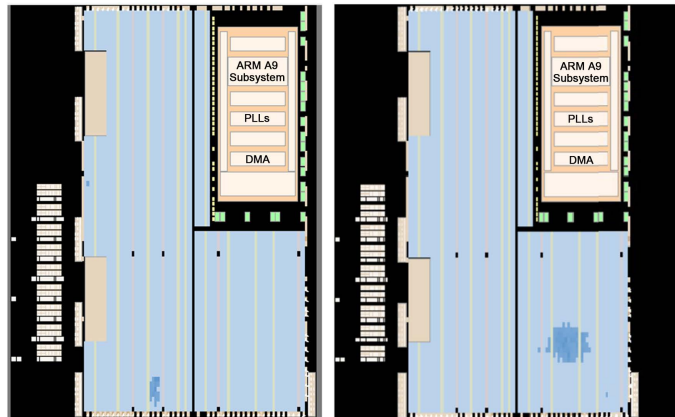 ARM A9
Subsystem
PLLs
DMA
ARM A9
Subsystem
PLLs
DMA